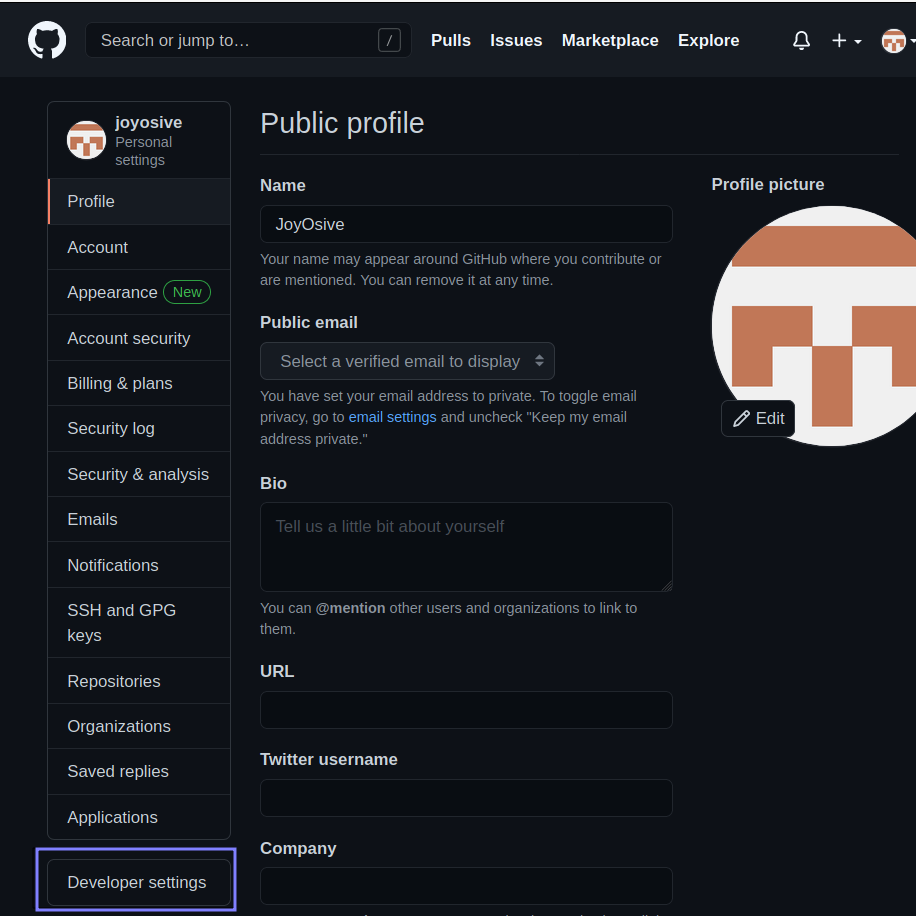 Search or jump to… /
Pulls Issues Marketplace Explore
joyosive
Personal
settings
Profile
Account
Appearance New
Account security
Billing & plans
Security log
Security & analysis
Emails
Notifications
SSH and GPG
keys
Repositories
Organizations
Saved replies
Applications
Developer settings
Public profile
Name
JoyOsive
Your name may appear around GitHub where you contribute or
are mentioned. You can remove it at any time.
Public email
Select a verified email to display
You have set your email address to private. To toggle email
privacy, go to email settings and uncheck "Keep my email
address private."
Bio
Tell us a little bit about yourself
You can @mention other users and organizations to link to
them.
URL
Twitter username
Company
Profile picture
Edit